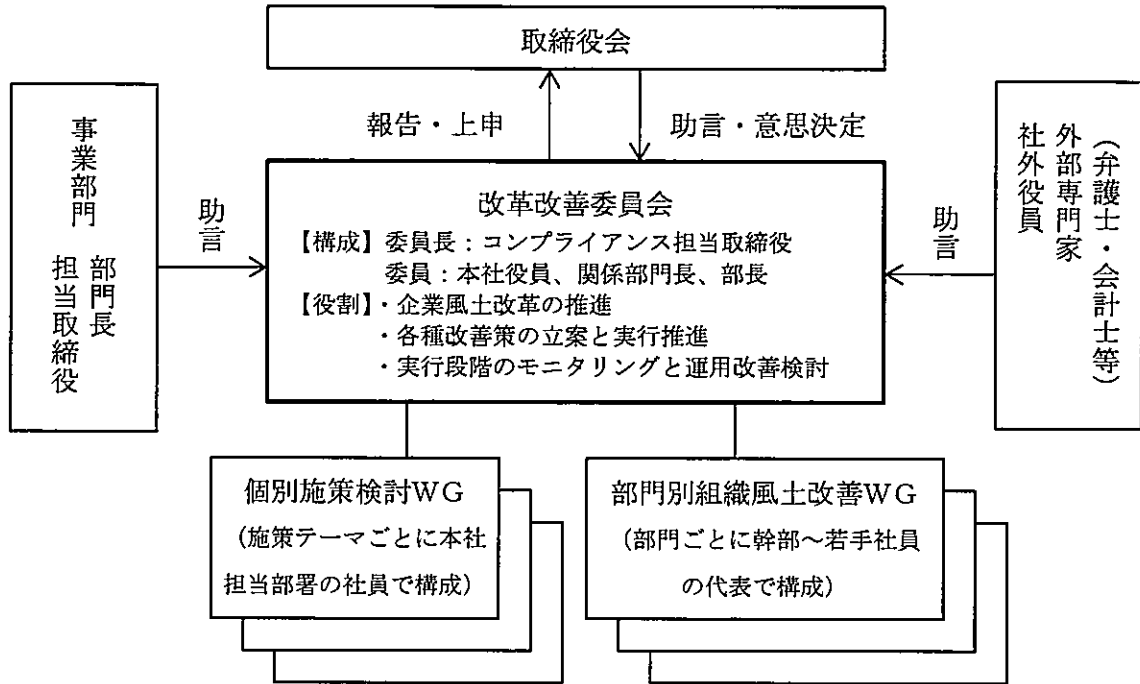 取締役会
報告・上申
助言・意思決定
事業部門 部門長
担当取締役
助言
改革改善委員会
【構成】委員長：コンプライアンス担当取締役
委員：本社役員、関係部門長、部長
【役割】・企業風土改革の推進
・各種改善策の立案と実行推進
・実行段階のモニタリングと運用改善検討
助言
（弁護士・会計士等）
外部専門家
社外役員
個別施策検討ＷＧ
（施策テーマごとに本社
担当部署の社員で構成）
部門別組織風土改善ＷＧ
（部門ごとに幹部～若手社員
の代表で構成）